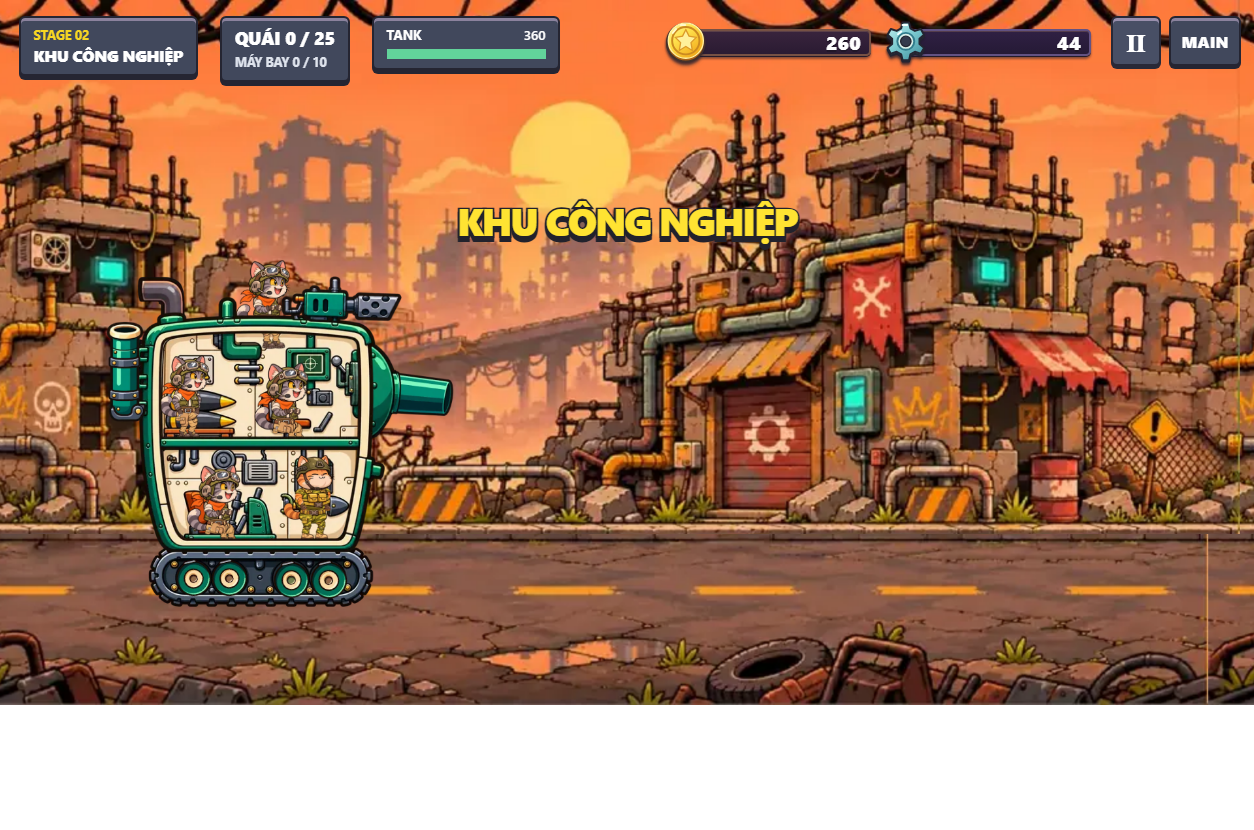 STAGE 02
KHU CÔNG NGHIỆP
QUÁI 0 / 25
MÁY BAY 0 / 10
TANK 360
260
44
II
MAIN
KHU CÔNG NGHIỆP
!